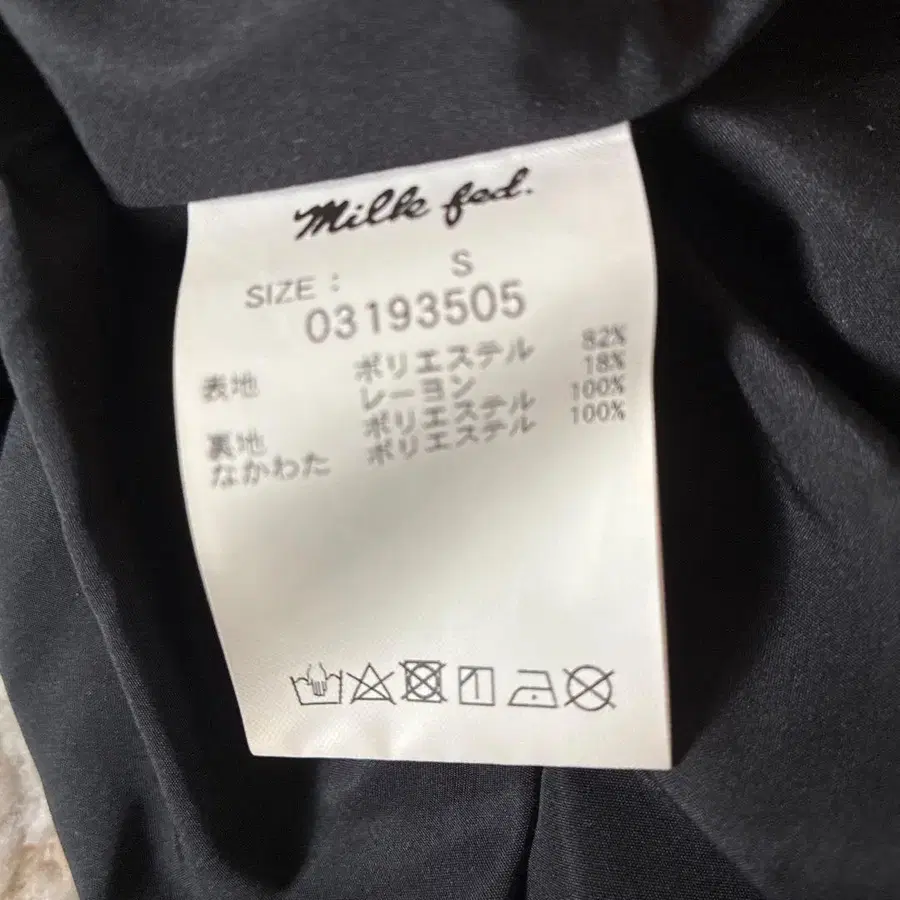 Milk fed.
SIZE : S
03193505
表地 ポリエステル 82%
レーヨン 18%
裏地 ポリエステル 100%
なかわた ポリエステル 100%